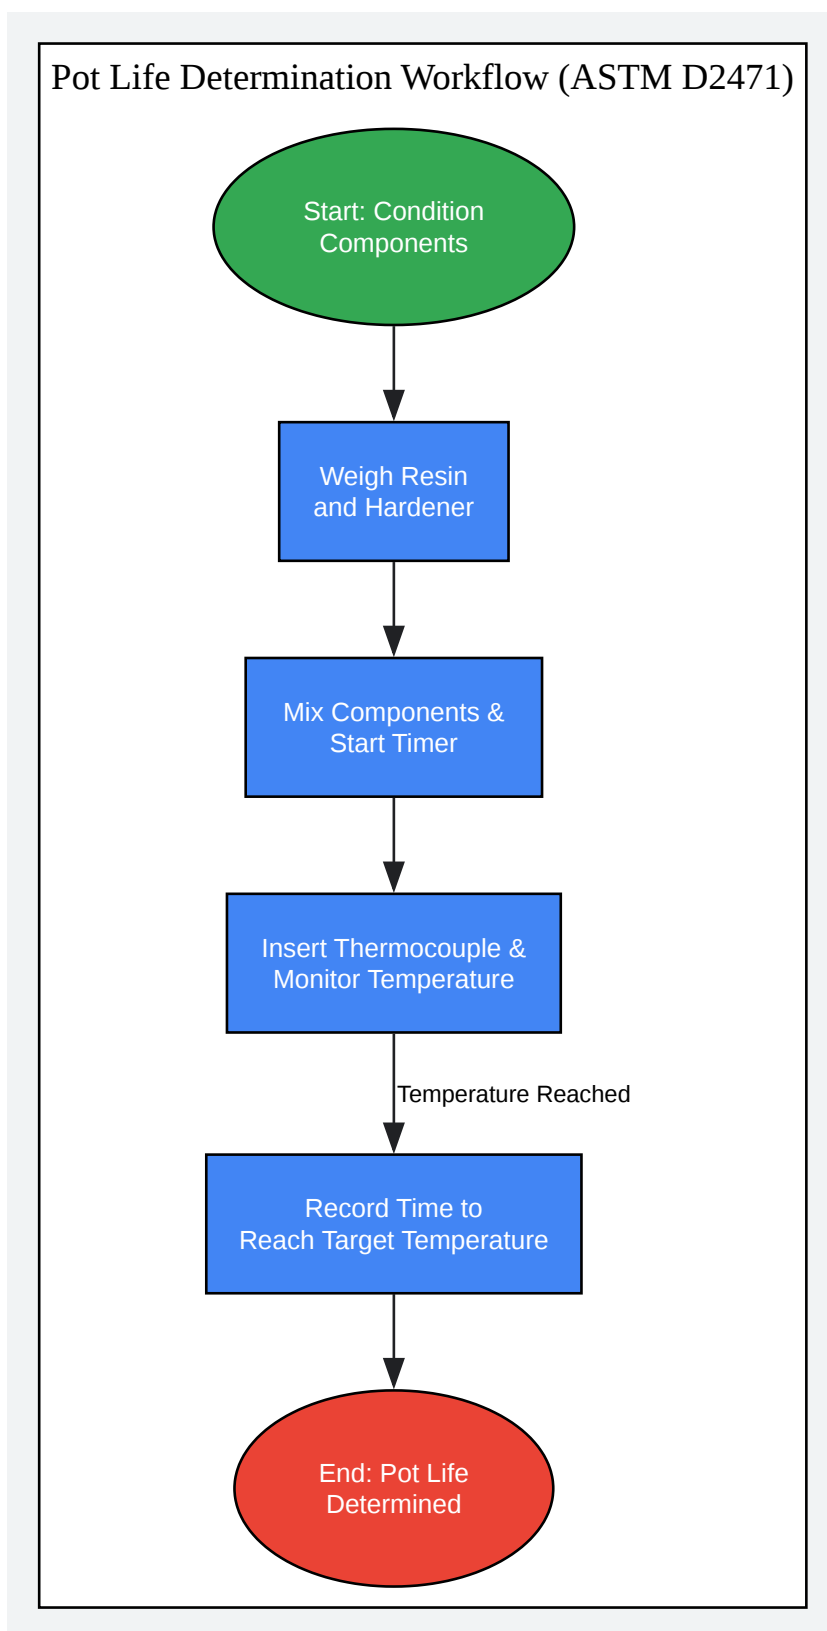 Pot Life Determination Workflow (ASTM D2471)
Start: Condition
Components
Weigh Resin
and Hardener
Mix Components &
Start Timer
Insert Thermocouple &
Monitor Temperature
Temperature Reached
Record Time to
Reach Target Temperature
End: Pot Life
Determined